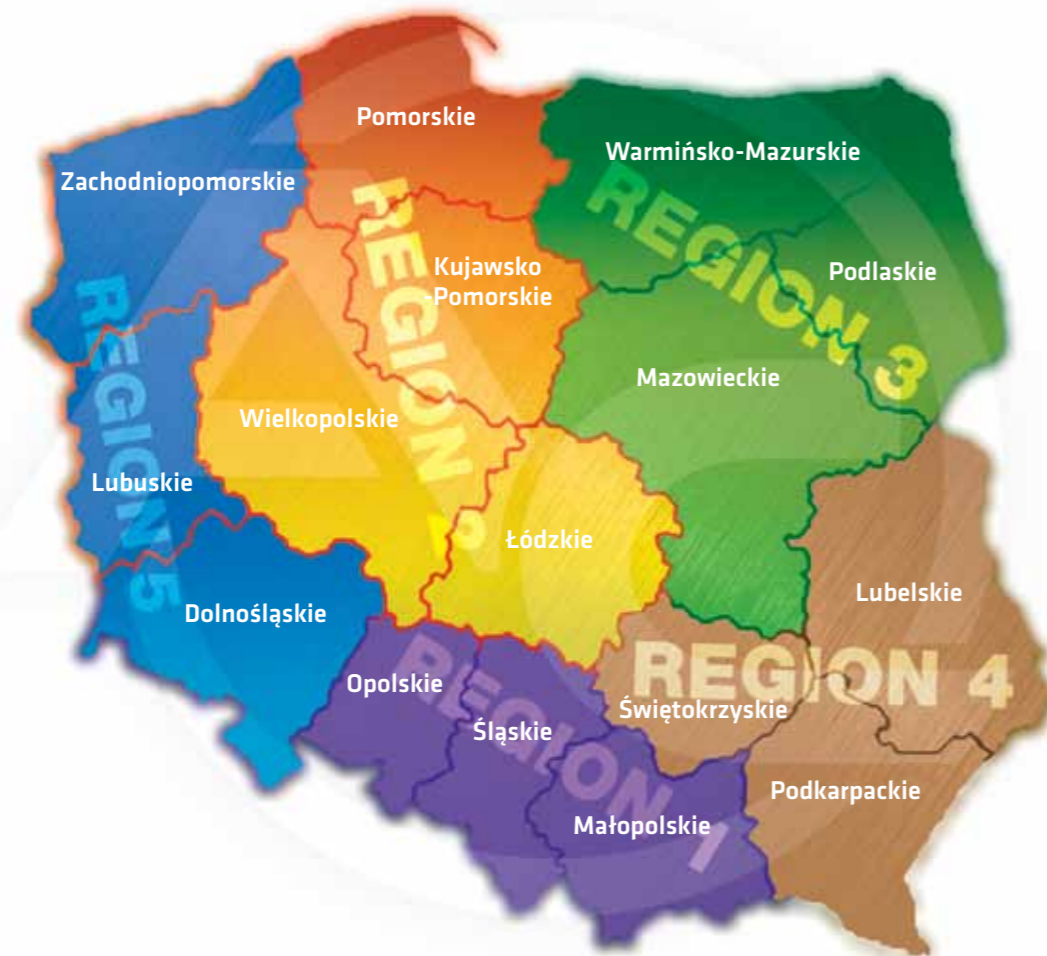 Pomorskie
Warmińsko-Mazurskie
Zachodniopomorskie
REGION 3
Podlaskie
Kujawsko
-Pomorskie
REGION 2
Mazowieckie
Wielkopolskie
REGION 5
Lubuskie
Łódzkie
Lubelskie
Dolnośląskie
REGION 4
Opolskie
Świętokrzyskie
Śląskie
REGION 1
Podkarpackie
Małopolskie